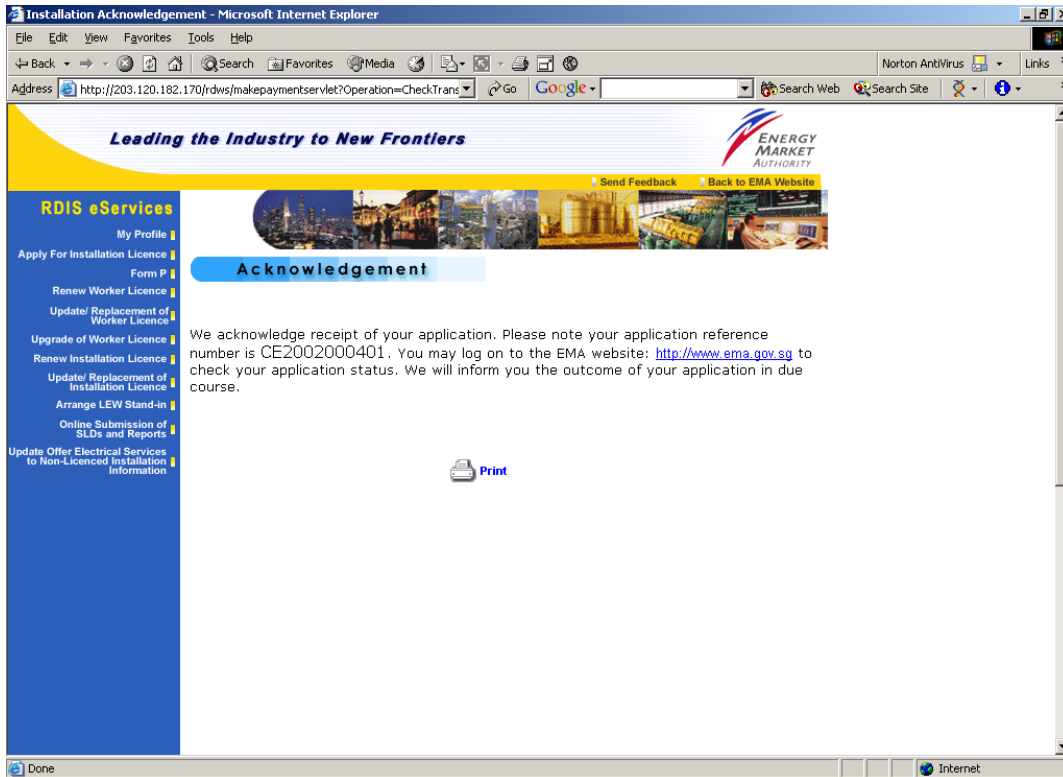 Installation Acknowledgement - Microsoft Internet Explorer
File Edit View Favorites Tools Help
Back Search Favorites Media Norton AntiVirus Links
Address http://203.120.182.170/rdws/makepaymentservlet?Operation=CheckTrans Go Google Search Web Search Site
Leading the Industry to New Frontiers
ENERGY
MARKET
AUTHORITY
Send Feedback Back to EMA Website
RDIS eServices
My Profile
Apply For Installation Licence
Form P
Renew Worker Licence
Update/ Replacement of
Worker Licence
Upgrade of Worker Licence
Renew Installation Licence
Update/ Replacement of
Installation Licence
Arrange LEW Stand-in
Online Submission of
SLDs and Reports
Update Offer Electrical Services
to Non-Licenced Installation
Information
Acknowledgement
We acknowledge receipt of your application. Please note your application reference
number is CE2002000401. You may log on to the EMA website: http://www.ema.gov.sg to
check your application status. We will inform you the outcome of your application in due
course.
Print
Done Internet